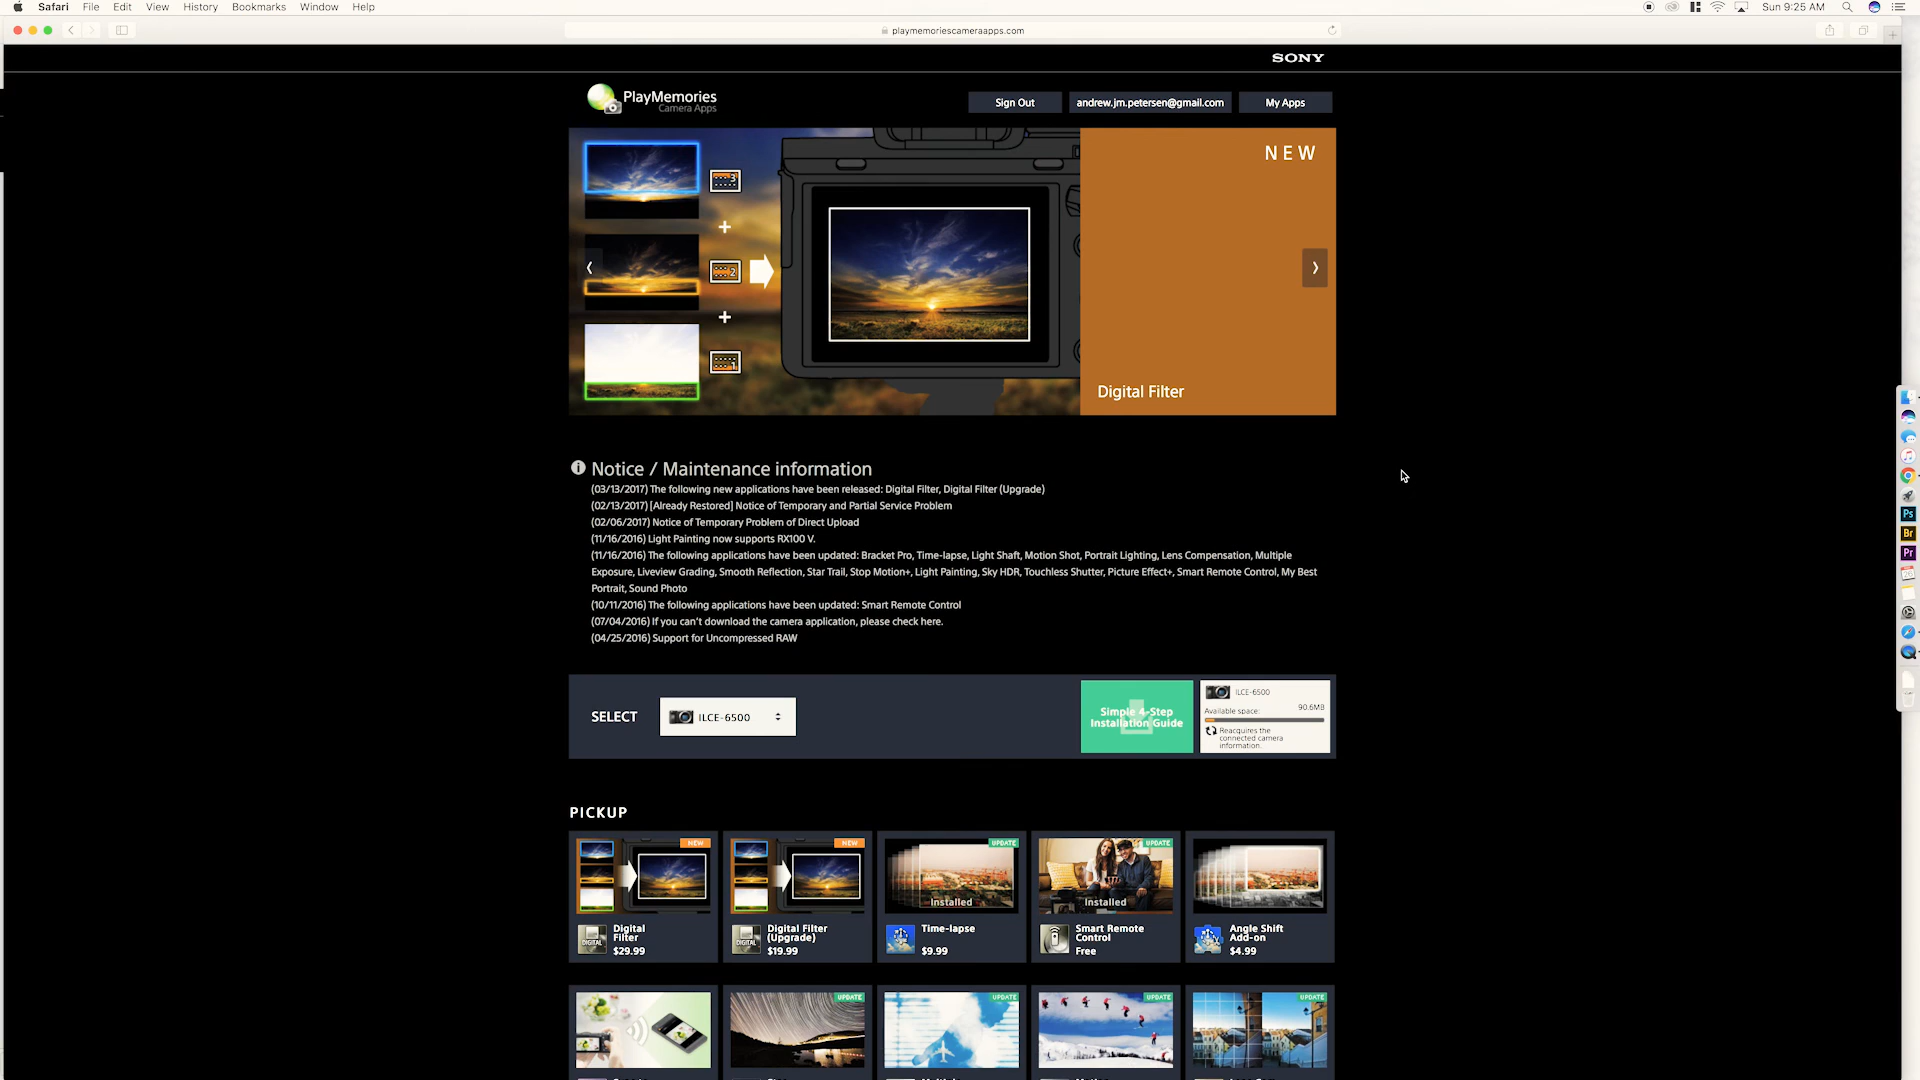 Safari File Edit View History Bookmarks Window Help Sun 9:25 AM
playmemoriescameraapps.com
SONY
PlayMemories
Camera Apps
Sign Out andrew.jm.petersen@gmail.com My Apps
NEW
3
2
1
Digital Filter
Notice / Maintenance information
(03/13/2017) The following new applications have been released: Digital Filter, Digital Filter (Upgrade)
(02/13/2017) [Already Restored] Notice of Temporary and Partial Service Problem
(02/06/2017) Notice of Temporary Problem of Direct Upload
(11/16/2016) Light Painting now supports RX100 V.
(11/16/2016) The following applications have been updated: Bracket Pro, Time-lapse, Light Shaft, Motion Shot, Portrait Lighting, Lens Compensation, Multiple
Exposure, Liveview Grading, Smooth Reflection, Star Trail, Stop Motion+, Light Painting, Sky HDR, Touchless Shutter, Picture Effect+, Smart Remote Control, My Best
Portrait, Sound Photo
(10/11/2016) The following applications have been updated: Smart Remote Control
(07/04/2016) If you can't download the camera application, please check here.
(04/25/2016) Support for Uncompressed RAW
SELECT ILCE-6500
Simple 4-Step
Installation Guide
ILCE-6500
Available space: 90.6MB
Reacquires the
connected camera
information.
PICKUP
NEW NEW UPDATE UPDATE
Installed Installed
DIGITAL
Digital
Filter
$29.99
DIGITAL
Digital Filter
(Upgrade)
$19.99
Time-lapse
$9.99
Smart Remote
Control
Free
Angle Shift
Add-on
$4.99
UPDATE UPDATE UPDATE UPDATE
Ps
Br
Pr
26